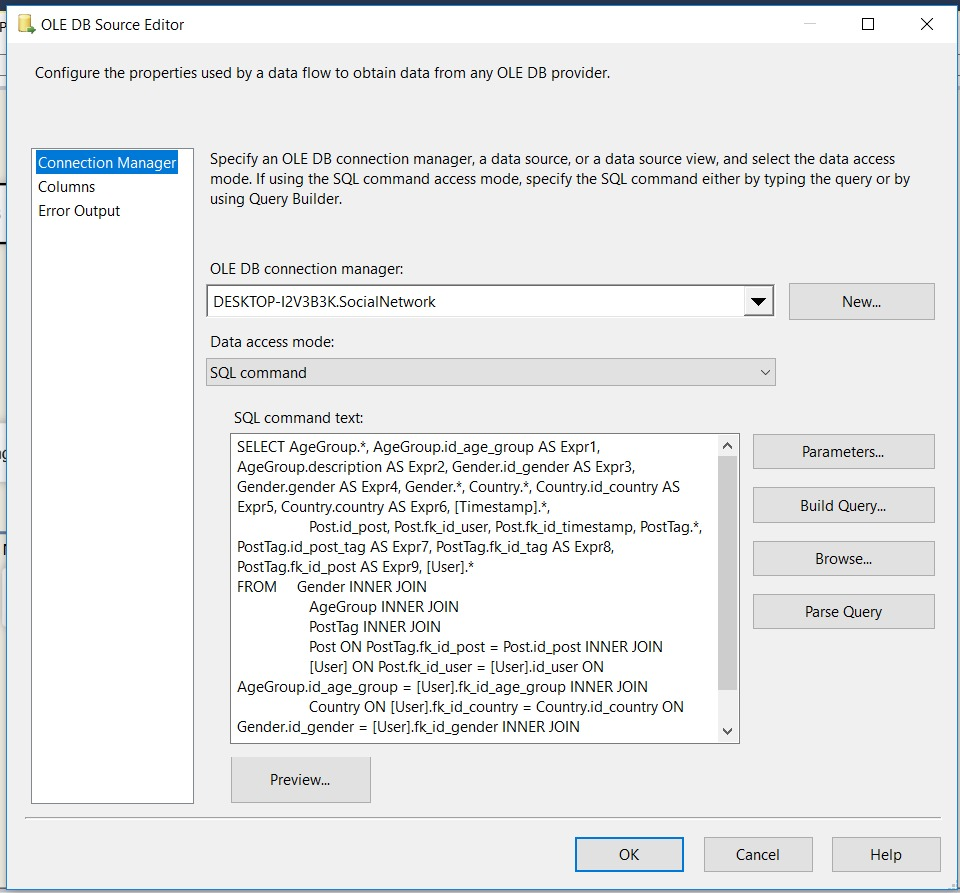 OLE DB Source Editor
Configure the properties used by a data flow to obtain data from any OLE DB provider.
Connection Manager
Columns
Error Output
Specify an OLE DB connection manager, a data source, or a data source view, and select the data access
mode. If using the SQL command access mode, specify the SQL command either by typing the query or by
using Query Builder.
OLE DB connection manager:
DESKTOP-I2V3B3K.SocialNetwork
New...
Data access mode:
SQL command
SQL command text:
SELECT AgeGroup.*, AgeGroup.id_age_group AS Expr1,
AgeGroup.description AS Expr2, Gender.id_gender AS Expr3,
Gender.gender AS Expr4, Gender.*, Country.*, Country.id_country AS
Expr5, Country.country AS Expr6, [Timestamp].*,
Post.id_post, Post.fk_id_user, Post.fk_id_timestamp, PostTag.*,
PostTag.id_post_tag AS Expr7, PostTag.fk_id_tag AS Expr8,
PostTag.fk_id_post AS Expr9, [User].*
FROM Gender INNER JOIN
AgeGroup INNER JOIN
PostTag INNER JOIN
Post ON PostTag.fk_id_post = Post.id_post INNER JOIN
[User] ON Post.fk_id_user = [User].id_user ON
AgeGroup.id_age_group = [User].fk_id_age_group INNER JOIN
Country ON [User].fk_id_country = Country.id_country ON
Gender.id_gender = [User].fk_id_gender INNER JOIN
Parameters...
Build Query...
Browse...
Parse Query
Preview...
OK
Cancel
Help